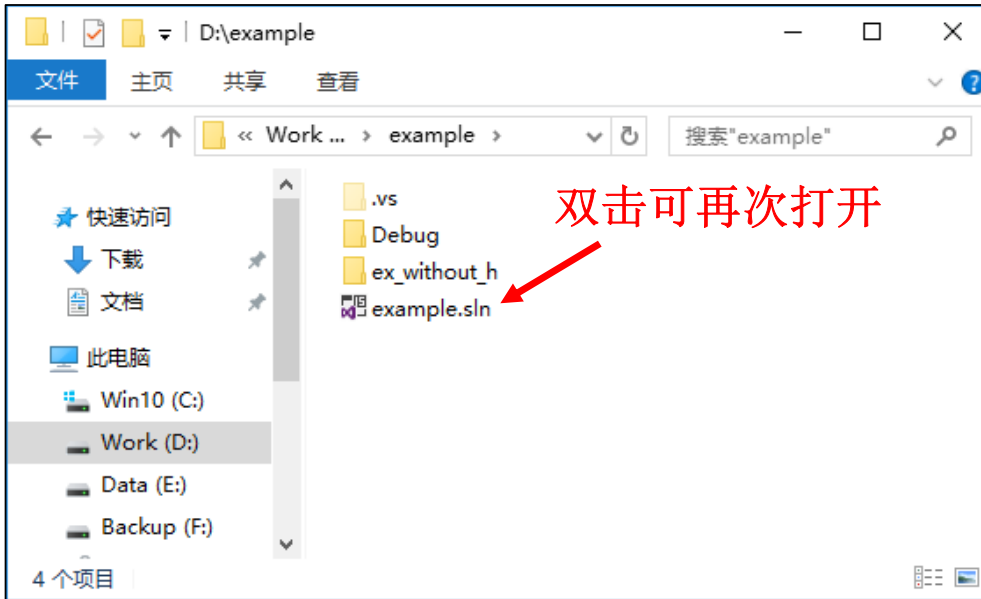 D:\example
文件 主页 共享 查看
« Work ... › example ›
搜索"example"
快速访问
下载
文档
此电脑
Win10 (C:)
Work (D:)
Data (E:)
Backup (F:)
.vs
Debug
ex_without_h
example.sln
双击可再次打开
4 个项目